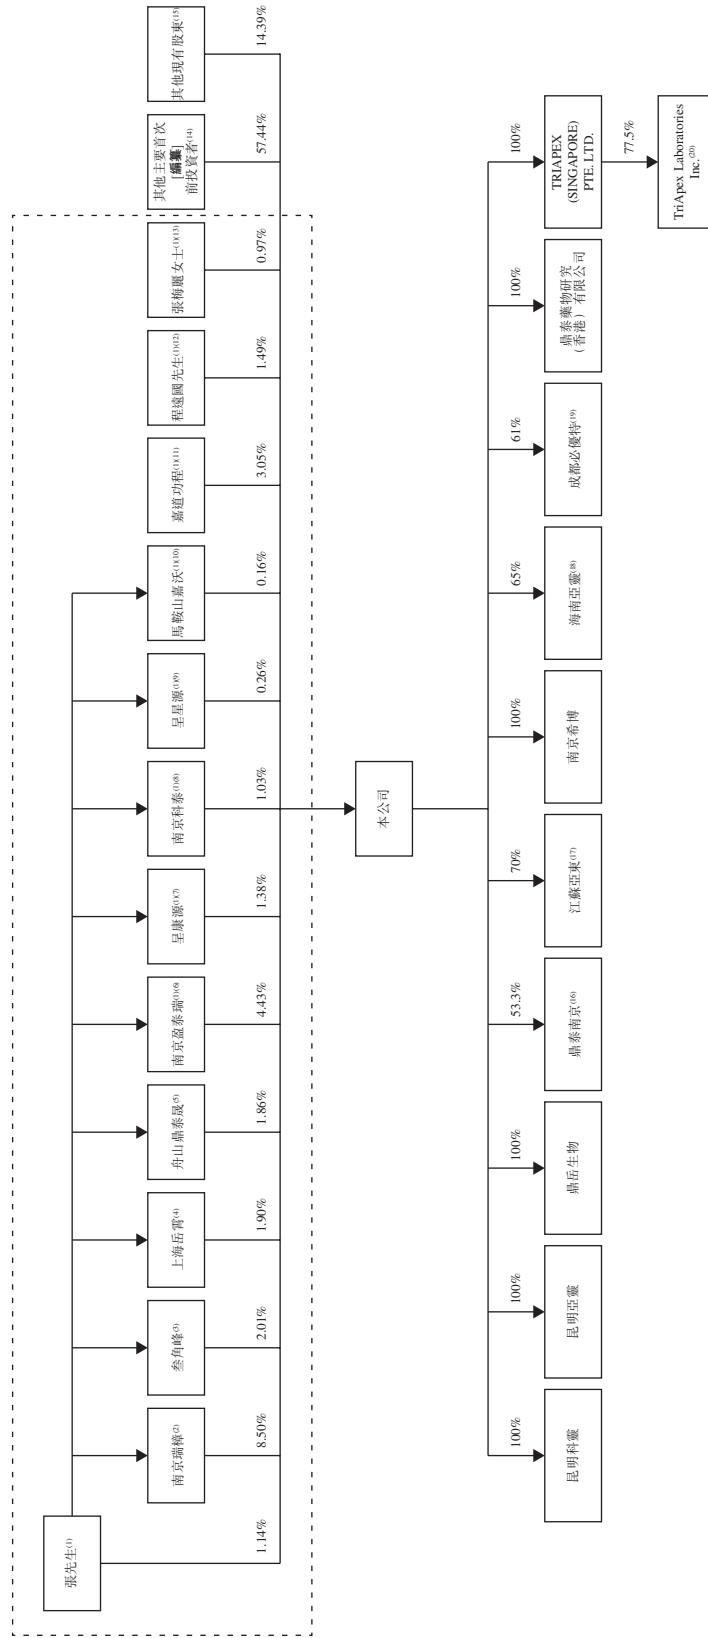 張先生(1)
南京瑞樟(2)
叁角峰(3)
上海岳霄(4)
舟山鼎泰晟(5)
南京盈泰瑞(1)(6)
呈康源(1)(7)
南京科泰(1)(8)
呈星源(1)(9)
馬鞍山嘉沃(1)(10)
嘉道功程(1)(11)
程遠國先生(1)(12)
張梅麗女士(1)(13)
其他主要首次
[編纂]
前投資者(14)
其他現有股東(15)
1.14%
8.50%
2.01%
1.90%
1.86%
4.43%
1.38%
1.03%
0.26%
0.16%
3.05%
1.49%
0.97%
57.44%
14.39%
本公司
100%
100%
100%
53.3%
70%
100%
65%
61%
100%
100%
昆明科靈
昆明亞靈
鼎岳生物
鼎泰南京(16)
江蘇亞東(17)
南京希博
海南亞靈(18)
成都必優特(19)
鼎泰藥物研究
（香港）有限公司
TRIAPEX
(SINGAPORE)
PTE. LTD.
77.5%
TriApex Laboratories
Inc.(20)